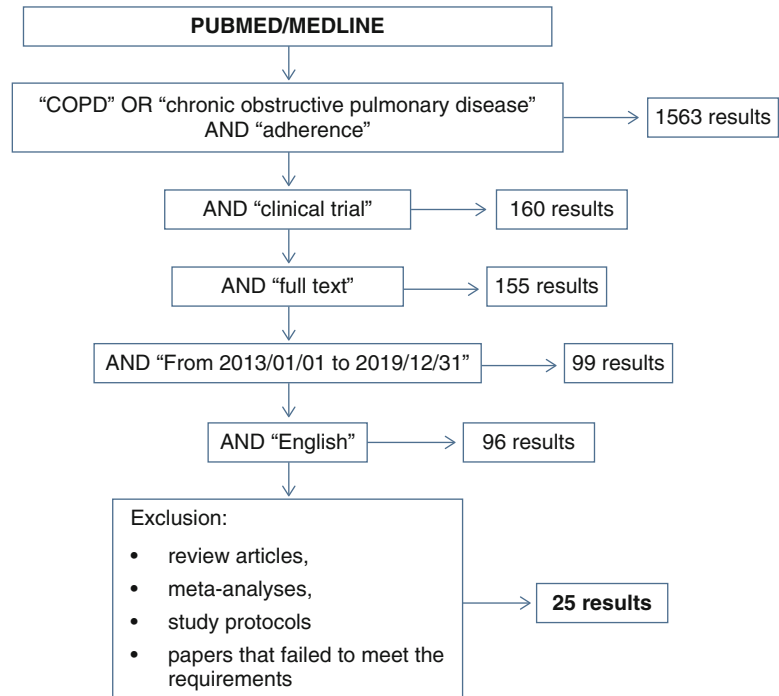 PUBMED/MEDLINE
“COPD” OR “chronic obstructive pulmonary disease”
AND “adherence”
1563 results
AND “clinical trial”
160 results
AND “full text”
155 results
AND “From 2013/01/01 to 2019/12/31”
99 results
AND “English”
96 results
Exclusion:
• review articles,
• meta-analyses,
• study protocols
• papers that failed to meet the
requirements
25 results